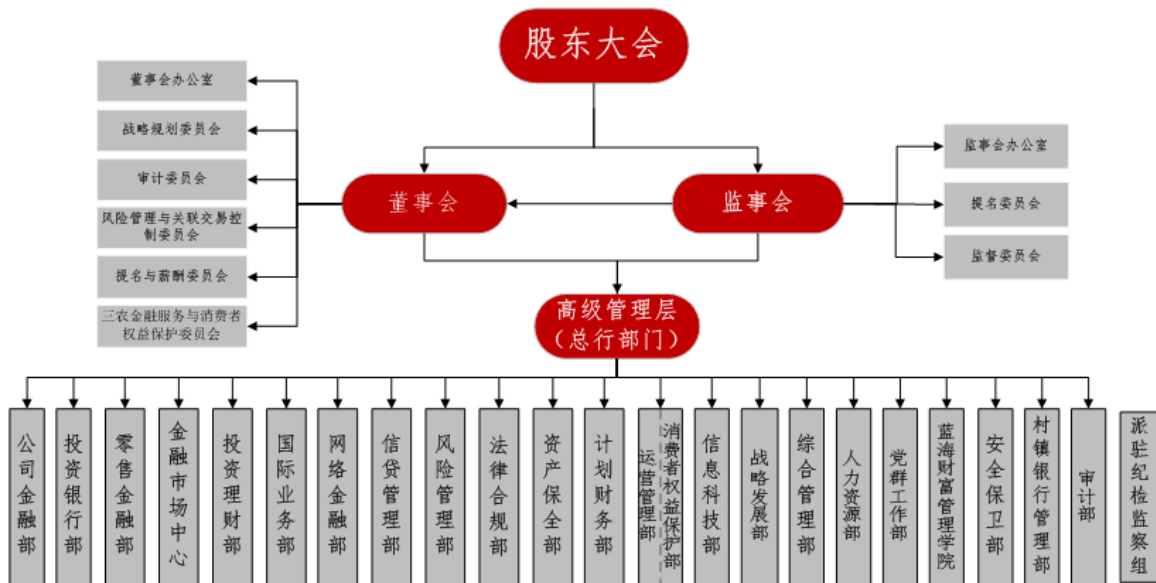 股东大会
董事会办公室
战略规划委员会
审计委员会
风险管理与关联交易控
制委员会
提名与薪酬委员会
三农金融服务与消费者
权益保护委员会
董事会
监事会
监事会办公室
提名委员会
监督委员会
高级管理层
（总行部门）
公司金融部
投资银行部
零售金融部
金融市场中心
投资理财部
国际业务部
网络金融部
信贷管理部
风险管理部
法律合规部
资产保全部
计划财务部
运营管理部
消费者权益保护部
信息科技部
战略发展部
综合管理部
人力资源部
党群工作部
蓝海财富管理学院
安全保卫部
村镇银行管理部
审计部
派驻纪检监察组